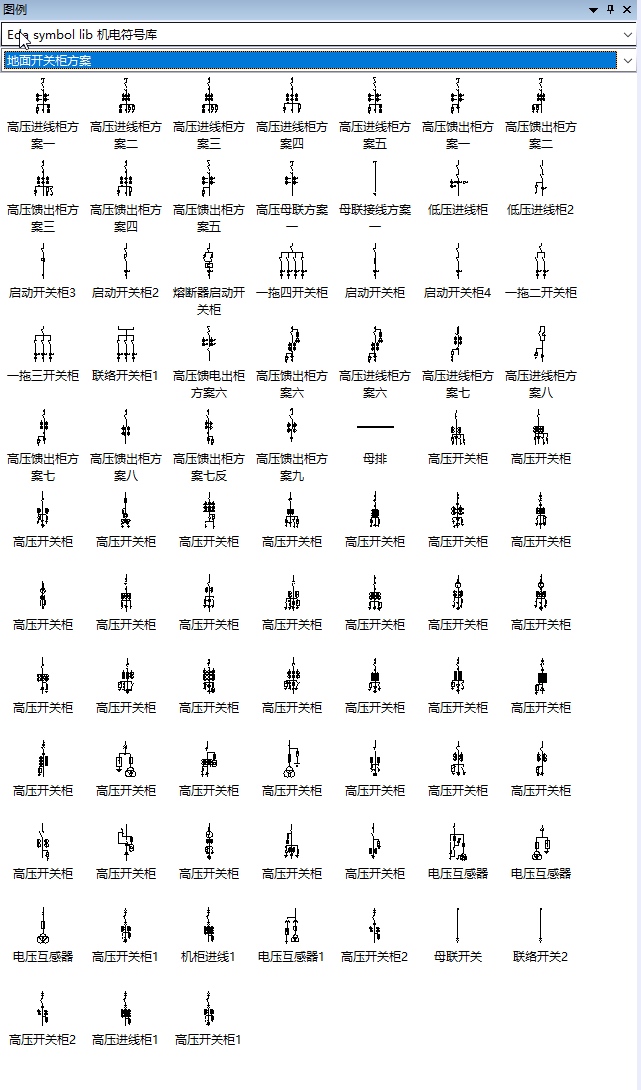 图例
Eda symbol lib 机电符号库
地面开关柜方案
高压进线柜方案一 高压进线柜方案二 高压进线柜方案三 高压进线柜方案四 高压进线柜方案五 高压馈出柜方案一 高压馈出柜方案二
高压馈出柜方案三 高压馈出柜方案四 高压馈出柜方案五 高压母联方案一 母联接线方案一 低压进线柜 低压进线柜2
启动开关柜3 启动开关柜2 熔断器启动开关柜 一拖四开关柜 启动开关柜 启动开关柜4 一拖二开关柜
一拖三开关柜 联络开关柜1 高压馈电出柜方案六 高压馈出柜方案六 高压进线柜方案六 高压进线柜方案七 高压进线柜方案八
高压馈出柜方案七 高压馈出柜方案八 高压馈出柜方案七反 高压馈出柜方案九 母排 高压开关柜 高压开关柜
高压开关柜 高压开关柜 高压开关柜 高压开关柜 高压开关柜 高压开关柜 高压开关柜
高压开关柜 高压开关柜 高压开关柜 高压开关柜 高压开关柜 高压开关柜 高压开关柜
高压开关柜 高压开关柜 高压开关柜 高压开关柜 高压开关柜 高压开关柜 高压开关柜
高压开关柜 高压开关柜 高压开关柜 高压开关柜 高压开关柜 高压开关柜 高压开关柜
高压开关柜 高压开关柜 高压开关柜 高压开关柜 高压开关柜 电压互感器 电压互感器
电压互感器 高压开关柜1 机柜进线1 电压互感器1 高压开关柜2 母联开关 联络开关2
高压开关柜2 高压进线柜1 高压开关柜1